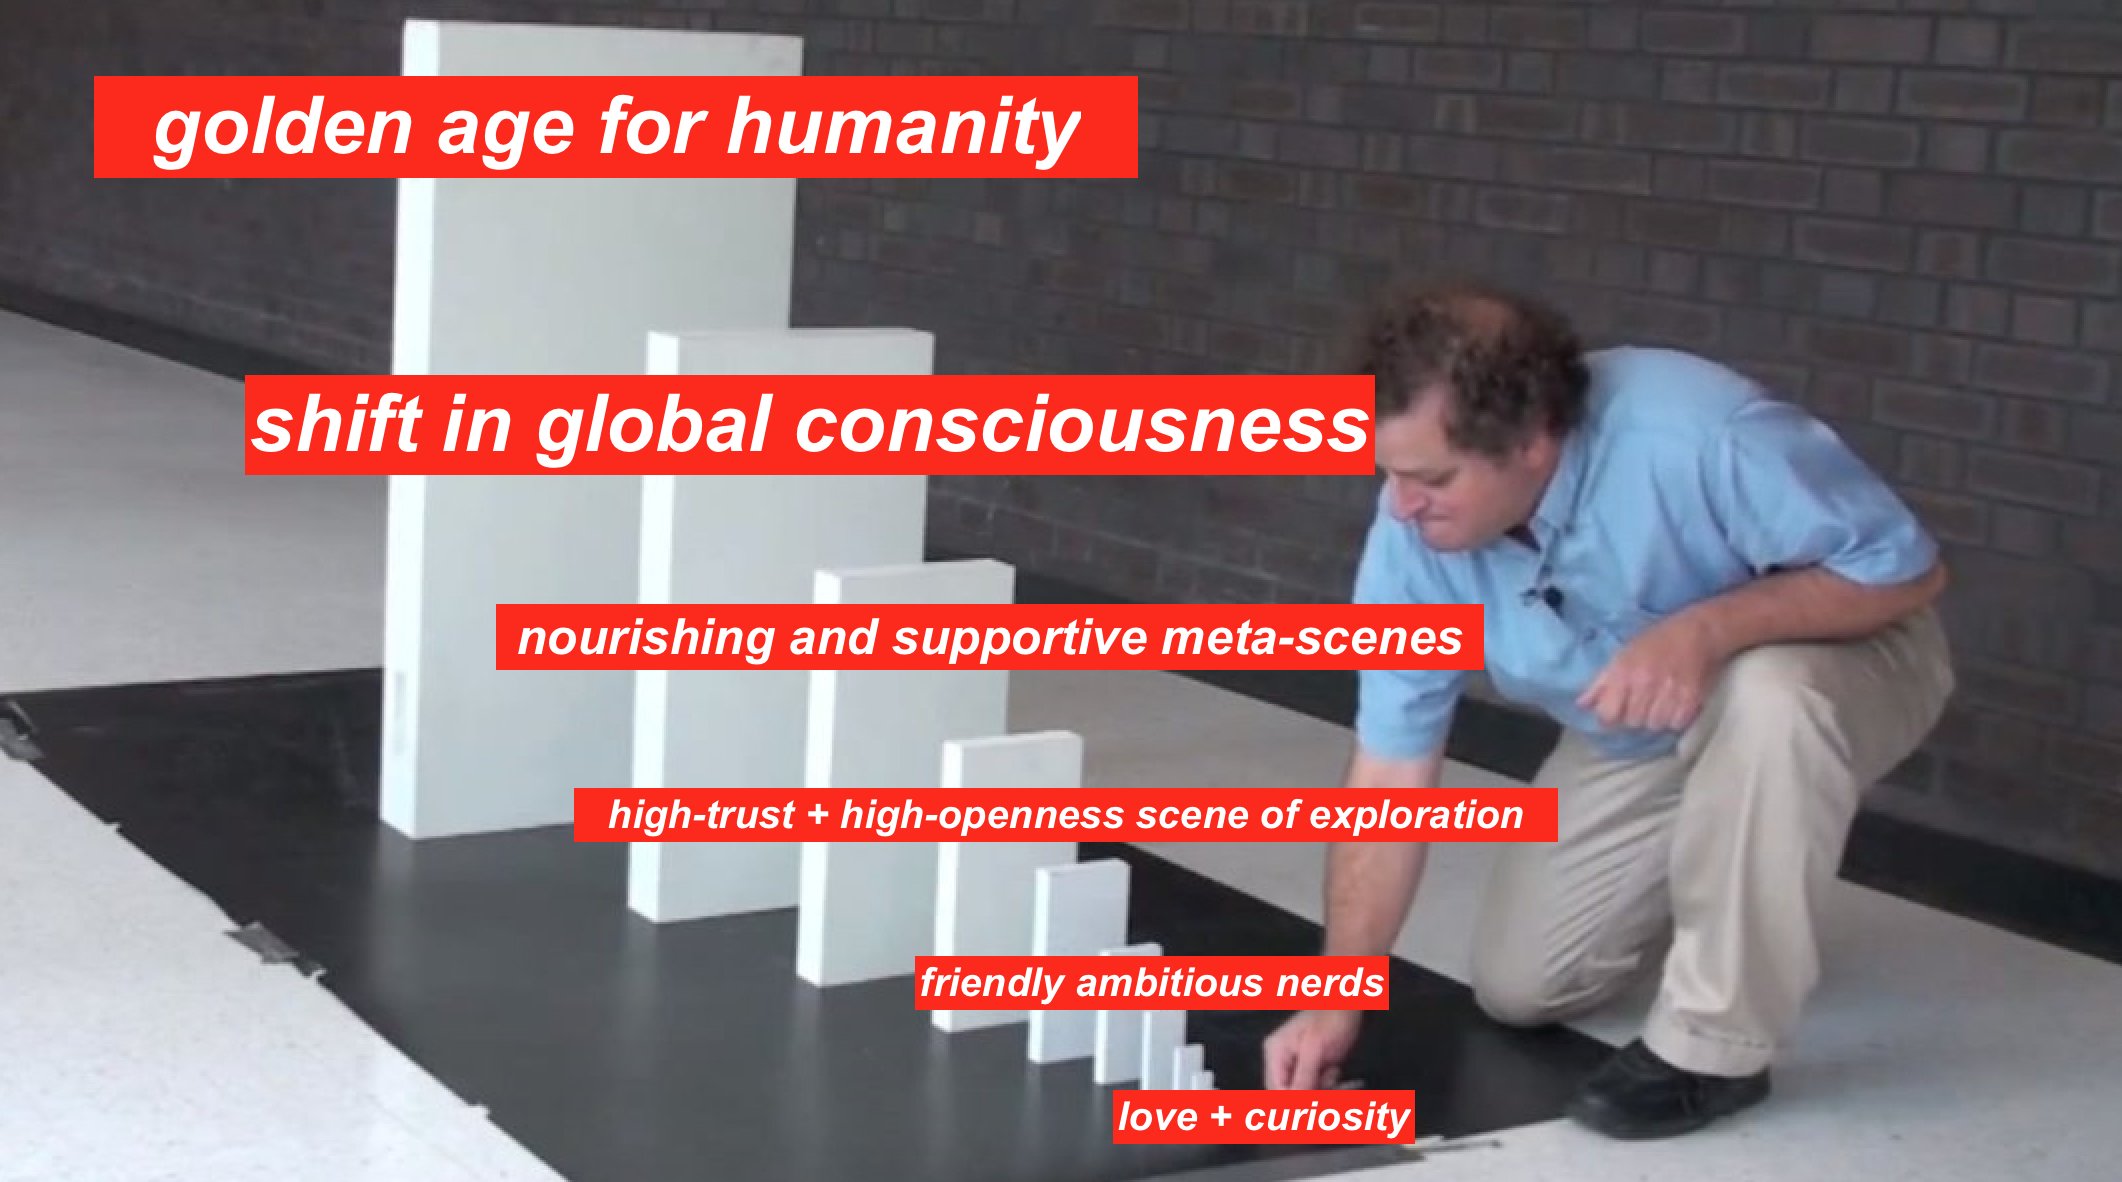 golden age for humanity
shift in global consciousness
nourishing and supportive meta-scenes
high-trust + high-openness scene of exploration
friendly ambitious nerds
love + curiosity